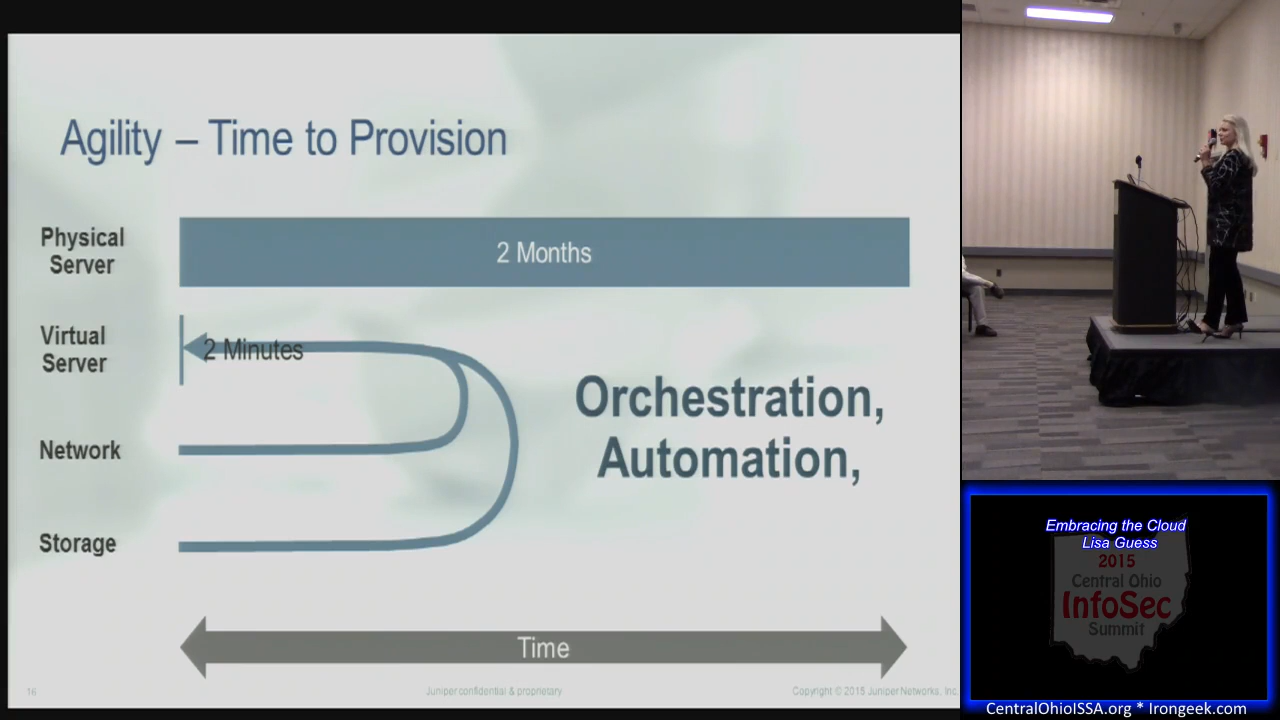 Agility – Time to Provision
Physical
Server
2 Months
Virtual
Server
2 Minutes
Network
Storage
Orchestration,
Automation,
Time
16
Juniper confidential & proprietary
Copyright © 2015 Juniper Networks, Inc.
Embracing the Cloud
Lisa Guess
2015
Central Ohio
InfoSec
Summit
CentralOhioISSA.org * Irongeek.com